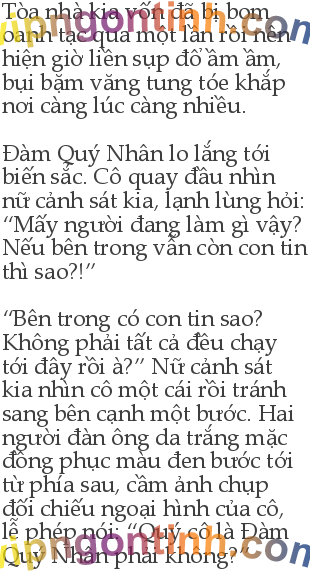 Tòa nhà kia vốn đã bị bom
oanh tạc qua một lần rồi nên
hiện giờ liền sụp đổ ầm ầm,
bụi bặm văng tung tóe khắp
nơi càng lúc càng nhiều.
Đàm Quý Nhân lo lắng tới
biến sắc. Cô quay đầu nhìn
nữ cảnh sát kia, lạnh lùng hỏi:
“Mấy người đang làm gì vậy?
Nếu bên trong vẫn còn con tin
thì sao?!”
“Bên trong có con tin sao?
Không phải tất cả đều chạy
tới đây rồi à?” Nữ cảnh sát
kia nhìn cô một cái rồi tránh
sang bên cạnh một bước. Hai
người đàn ông da trắng mặc
đồng phục màu đen bước tới
từ phía sau, cầm ảnh chụp
đối chiếu ngoại hình của cô,
lễ phép nói: “Quý cô là Đàm
Quý Nhân phải không?”
vipngontinh.com
vipngontinh.com